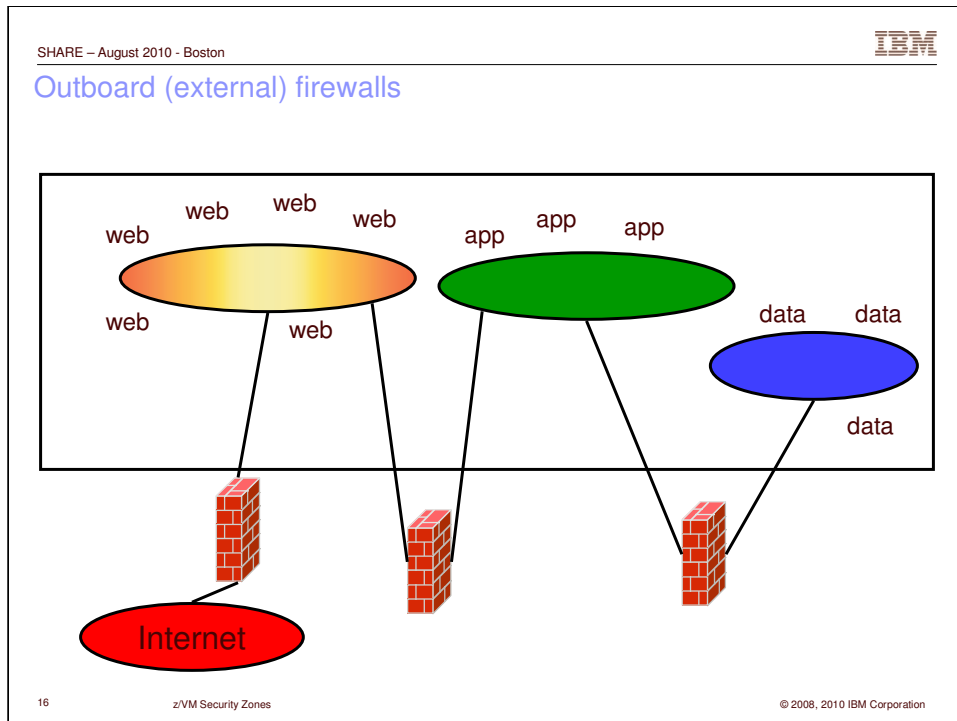 SHARE – August 2010 - Boston
IBM
Outboard (external) firewalls
web
web
web
web
app
app
app
web
web
data
data
data
Internet
16
z/VM Security Zones
© 2008, 2010 IBM Corporation